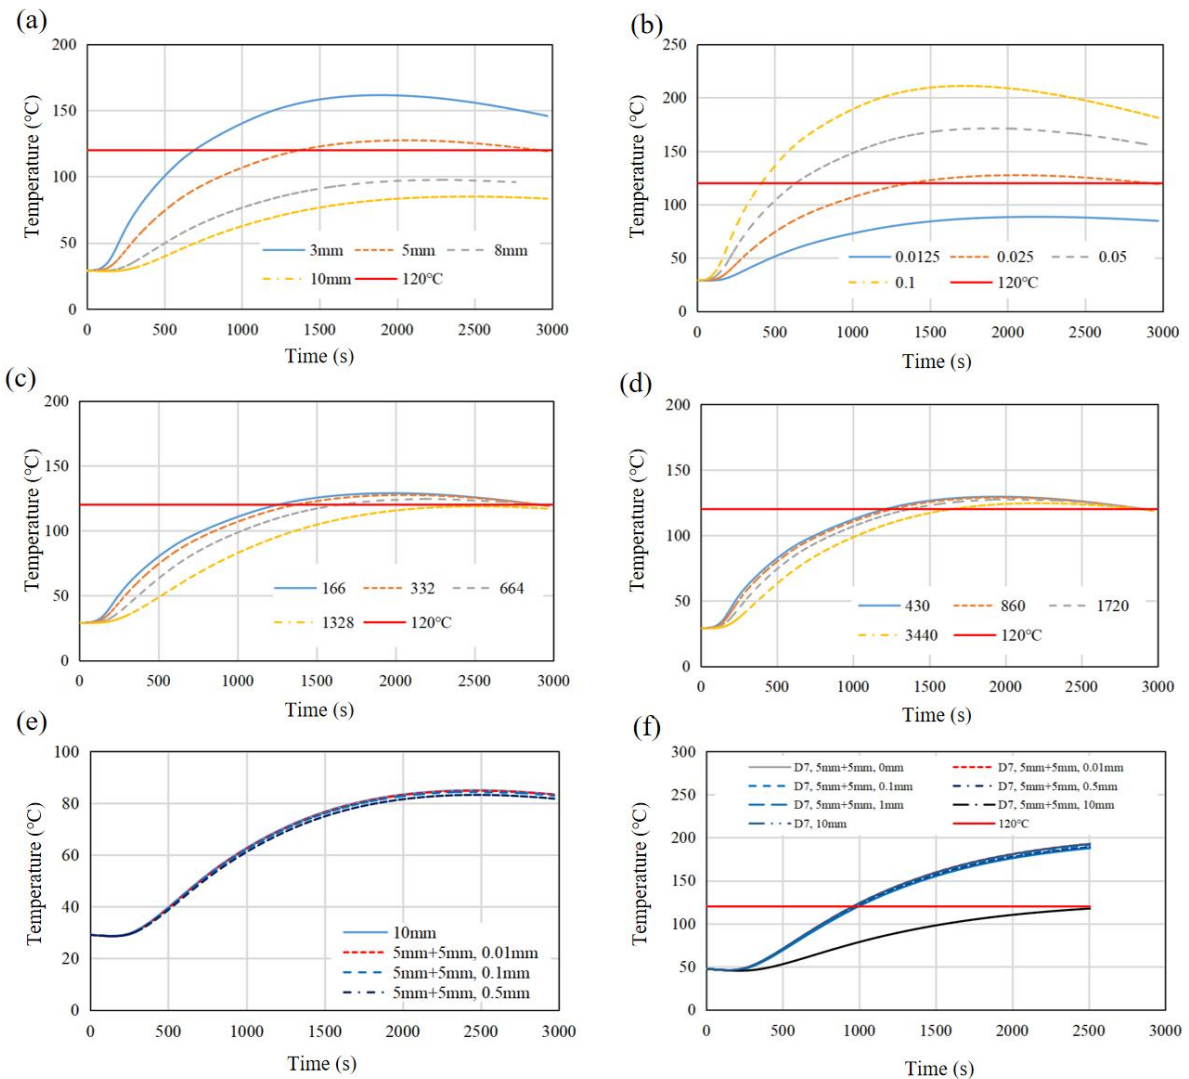 (a)
200
150
100
50
0
Temperature (℃)
3mm 5mm 8mm
10mm 120℃
0 500 1000 1500 2000 2500 3000
Time (s)
(b)
250
200
150
100
50
0
Temperature (℃)
0.0125 0.025 0.05
0.1 120℃
0 500 1000 1500 2000 2500 3000
Time (s)
(c)
200
150
100
50
0
Temperature (℃)
166 332 664
1328 120℃
0 500 1000 1500 2000 2500 3000
Time (s)
(d)
200
150
100
50
0
Temperature (℃)
430 860 1720
3440 120℃
0 500 1000 1500 2000 2500 3000
Time (s)
(e)
100
80
60
40
20
0
Temperature (℃)
10mm
5mm+5mm, 0.01mm
5mm+5mm, 0.1mm
5mm+5mm, 0.5mm
0 500 1000 1500 2000 2500 3000
Time (s)
(f)
300
250
200
150
100
50
0
Temperature (℃)
D7, 5mm+5mm, 0mm D7, 5mm+5mm, 0.01mm
D7, 5mm+5mm, 0.1mm D7, 5mm+5mm, 0.5mm
D7, 5mm+5mm, 1mm D7, 5mm+5mm, 10mm
D7, 10mm 120℃
0 500 1000 1500 2000 2500 3000
Time (s)